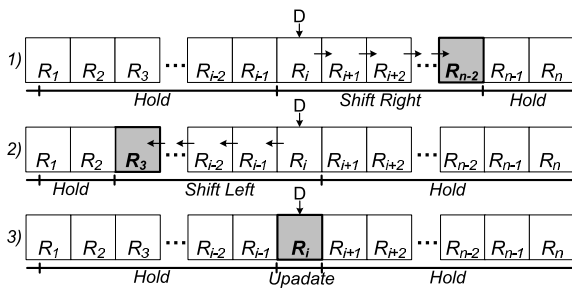 D
1) R1 R2 R3 ... Ri-2 Ri-1 Ri Ri+1 Ri+2 ... Rn-2 Rn-1 Rn
Hold Shift Right Hold
D
2) R1 R2 R3 ... Ri-2 Ri-1 Ri Ri+1 Ri+2 ... Rn-2 Rn-1 Rn
Hold Shift Left Hold
D
3) R1 R2 R3 ... Ri-2 Ri-1 Ri Ri+1 Ri+2 ... Rn-2 Rn-1 Rn
Hold Upadate Hold